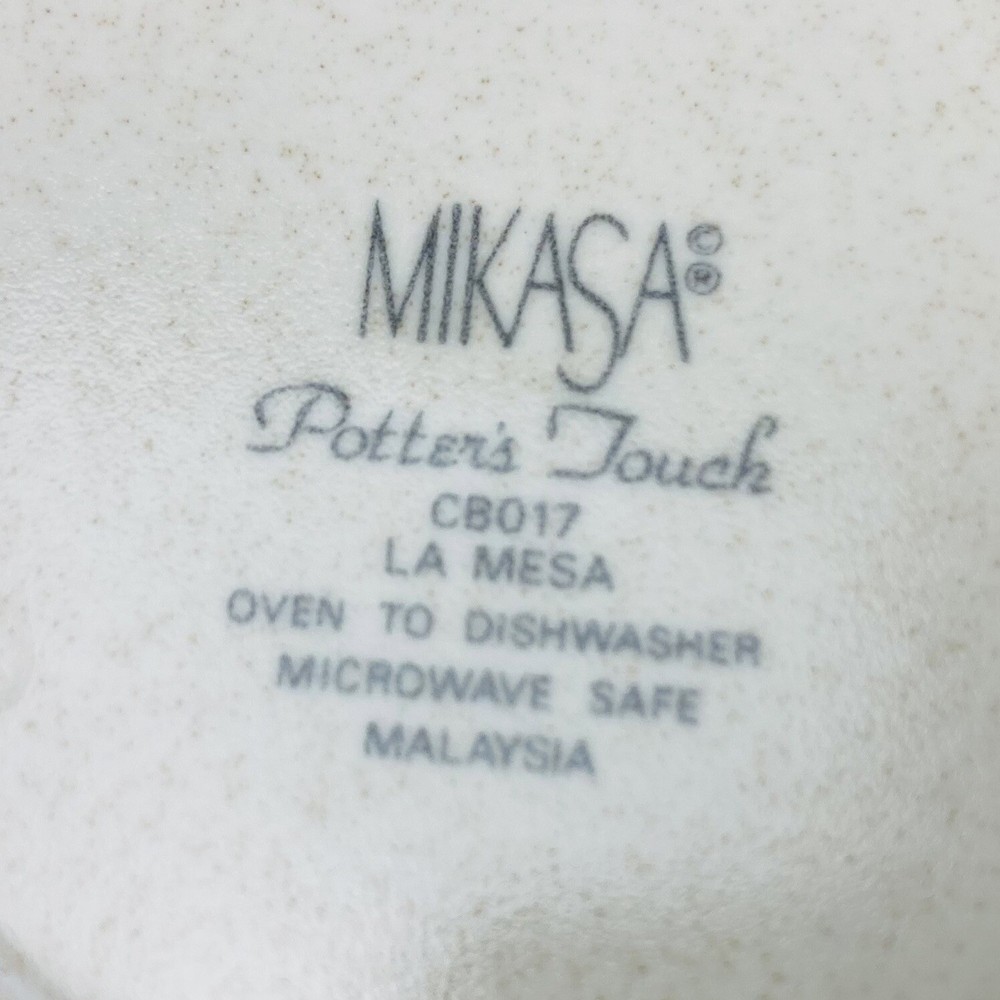 MIKASA©®
Potter's Touch
CB017
LA MESA
OVEN TO DISHWASHER
MICROWAVE SAFE
MALAYSIA